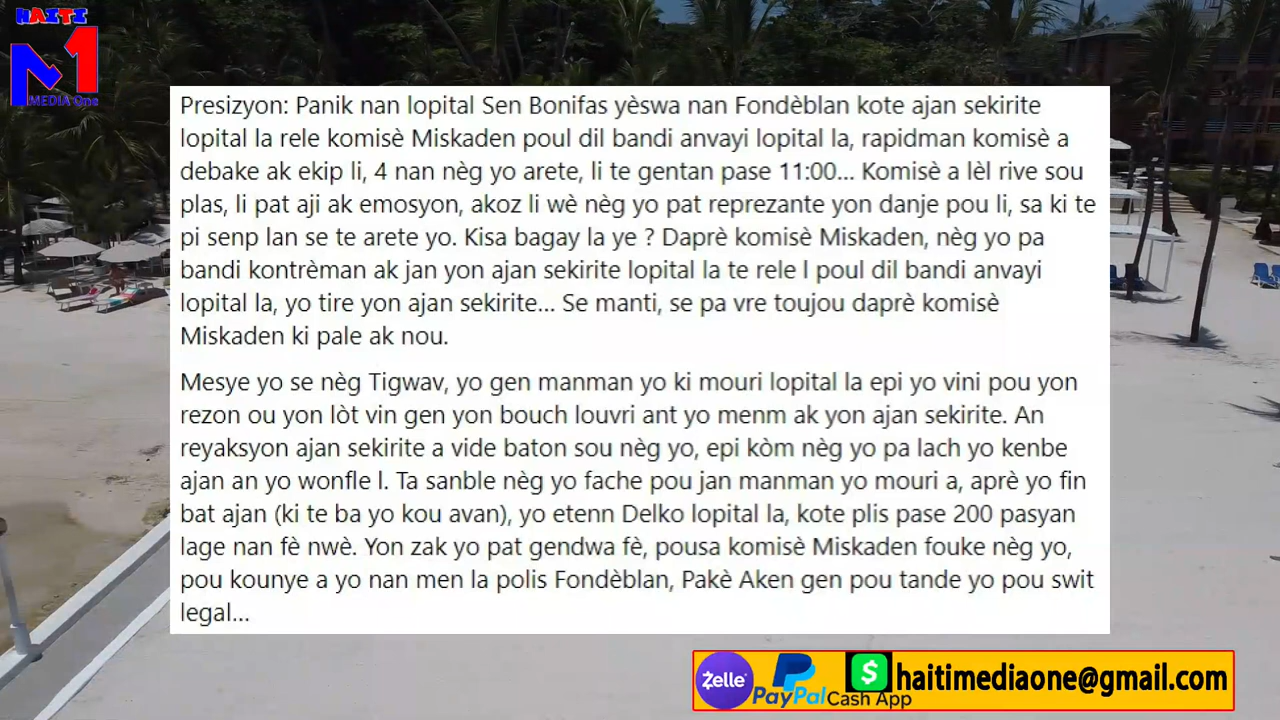 HAITI
M1
MEDIA One
Presizyon: Panik nan lopital Sen Bonifas yèswa nan Fondèblan kote ajan sekirite
lopital la rele komisè Miskaden poul dil bandi anvayi lopital la, rapidman komisè a
debake ak ekip li, 4 nan nèg yo arete, li te gentan pase 11:00... Komisè a lèl rive sou
plas, li pat aji ak emosyon, akoz li wè nèg yo pat reprezante yon danje pou li, sa ki te
pi senp lan se te arete yo. Kisa bagay la ye ? Daprè komisè Miskaden, nèg yo pa
bandi kontrèman ak jan yon ajan sekirite lopital la te rele l poul dil bandi anvayi
lopital la, yo tire yon ajan sekirite... Se manti, se pa vre toujou daprè komisè
Miskaden ki pale ak nou.
Mesye yo se nèg Tigwav, yo gen manman yo ki mouri lopital la epi yo vini pou yon
rezon ou yon lòt vin gen yon bouch louvri ant yo menm ak yon ajan sekirite. An
reyaksyon ajan sekirite a vide baton sou nèg yo, epi kòm nèg yo pa lach yo kenbe
ajan an yo wonfle l. Ta sanble nèg yo fache pou jan manman yo mouri a, aprè yo fin
bat ajan (ki te ba yo kou avan), yo etenn Delko lopital la, kote plis pase 200 pasyan
lage nan fè nwè. Yon zak yo pat gendwa fè, pousa komisè Miskaden fouke nèg yo,
pou kounye a yo nan men la polis Fondèblan, Pakè Aken gen pou tande yo pou swit
legal...
Zelle
PayPal
$
Cash App
haitimediaone@gmail.com